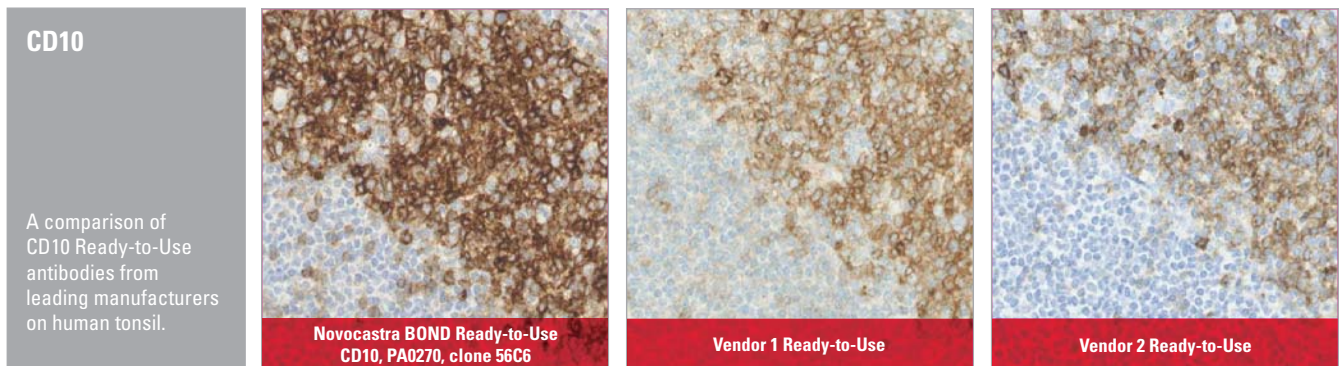 CD10
A comparison of
CD10 Ready-to-Use
antibodies from
leading manufacturers
on human tonsil.
Novocastra BOND Ready-to-Use
CD10, PA0270, clone 56C6
Vendor 1 Ready-to-Use
Vendor 2 Ready-to-Use